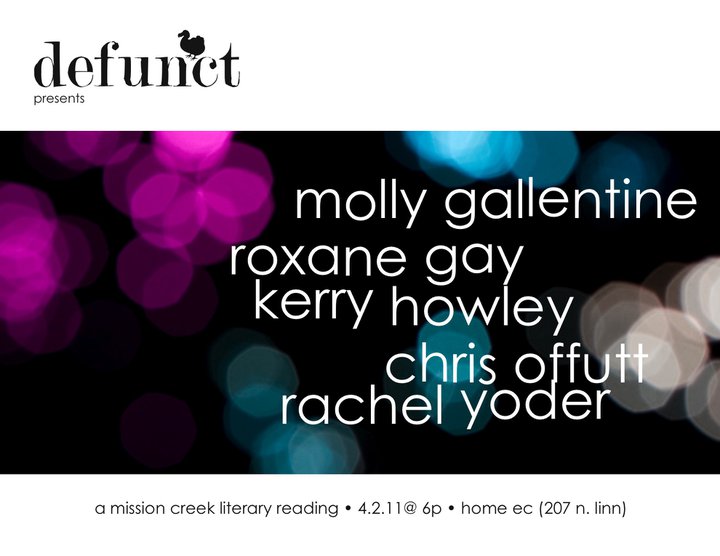 defunct
presents
molly gallentine
roxane gay
kerry howley
chris offutt
rachel yoder
a mission creek literary reading • 4.2.11@ 6p • home ec (207 n. linn)